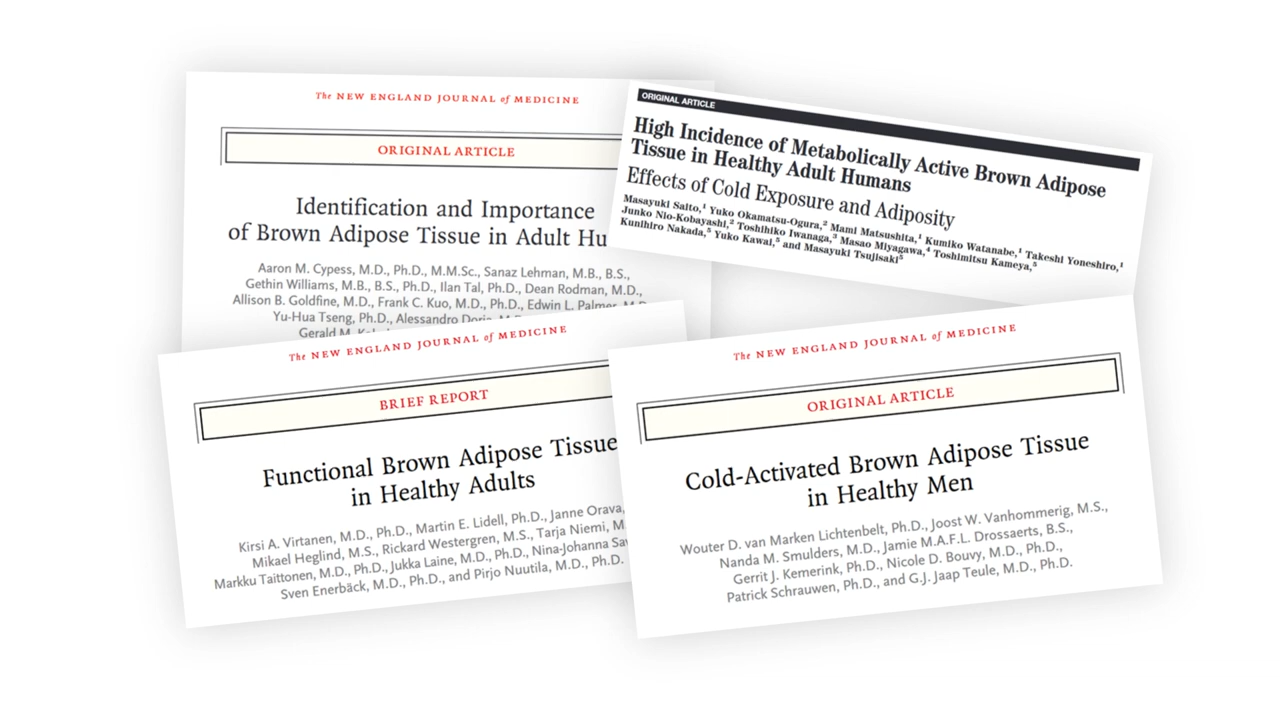 The NEW ENGLAND JOURNAL of MEDICINE
ORIGINAL ARTICLE
Identification and Importance
of Brown Adipose Tissue in Adult Hu
Aaron M. Cypess, M.D., Ph.D., M.M.Sc., Sanaz Lehman, M.B., B.S.,
Gethin Williams, M.B., B.S., Ph.D., Ilan Tal, Ph.D., Dean Rodman, M.D.,
Allison B. Goldfine, M.D., Frank C. Kuo, M.D., Ph.D., Edwin L. Palmer, M.D
Yu-Hua Tseng, Ph.D., Alessandro Doria,
Gerald M.
ORIGINAL ARTICLE
High Incidence of Metabolically Active Brown Adipose
Tissue in Healthy Adult Humans
Effects of Cold Exposure and Adiposity
Masayuki Saito,¹ Yuko Okamatsu-Ogura,² Mami Matsushita,¹ Kumiko Watanabe,¹ Takeshi Yoneshiro,¹
Junko Nio-Kobayashi,² Toshihiko Iwanaga,³ Masao Miyagawa,⁴ Toshimitsu Kameya,⁵
Kunihiro Nakada,⁵ Yuko Kawai,⁵ and Masayuki Tsujisaki⁵
The NEW ENGLAND JOURNAL of MEDICINE
BRIEF REPORT
Functional Brown Adipose Tissue
in Healthy Adults
Kirsi A. Virtanen, M.D., Ph.D., Martin E. Lidell, Ph.D., Janne Orava,
Mikael Heglind, M.S., Rickard Westergren, M.S., Tarja Niemi, M
Markku Taittonen, M.D., Ph.D., Jukka Laine, M.D., Ph.D., Nina-Johanna Sav
Sven Enerbäck, M.D., Ph.D., and Pirjo Nuutila, M.D., Ph.D.
The NEW ENGLAND JOURNAL of MEDICINE
ORIGINAL ARTICLE
Cold-Activated Brown Adipose Tissue
in Healthy Men
Wouter D. van Marken Lichtenbelt, Ph.D., Joost W. Vanhommerig, M.S.,
Nanda M. Smulders, M.D., Jamie M.A.F.L. Drossaerts, B.S.,
Gerrit J. Kemerink, Ph.D., Nicole D. Bouvy, M.D., Ph.D.,
Patrick Schrauwen, Ph.D., and G.J. Jaap Teule, M.D., Ph.D.